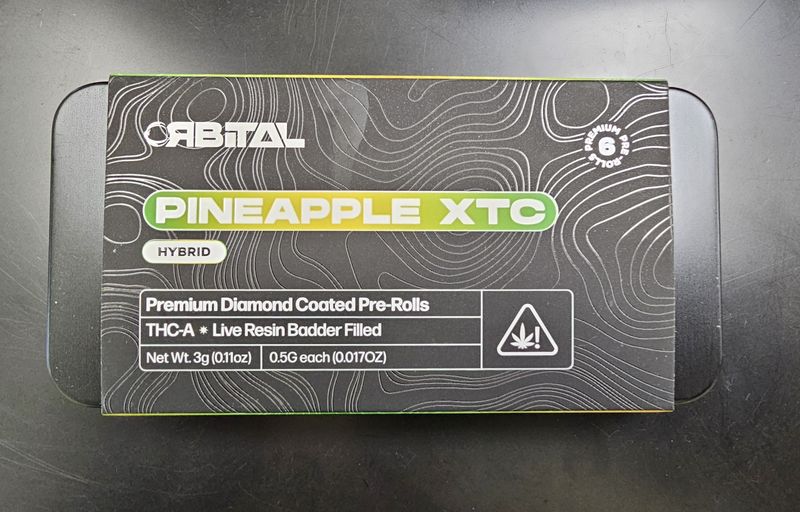 ORBITAL
PREMIUM PRE-ROLLS
6
PINEAPPLE XTC
HYBRID
Premium Diamond Coated Pre-Rolls
THC-A ✷ Live Resin Badder Filled
Net Wt. 3g (0.11oz)
0.5G each (0.017OZ)
!